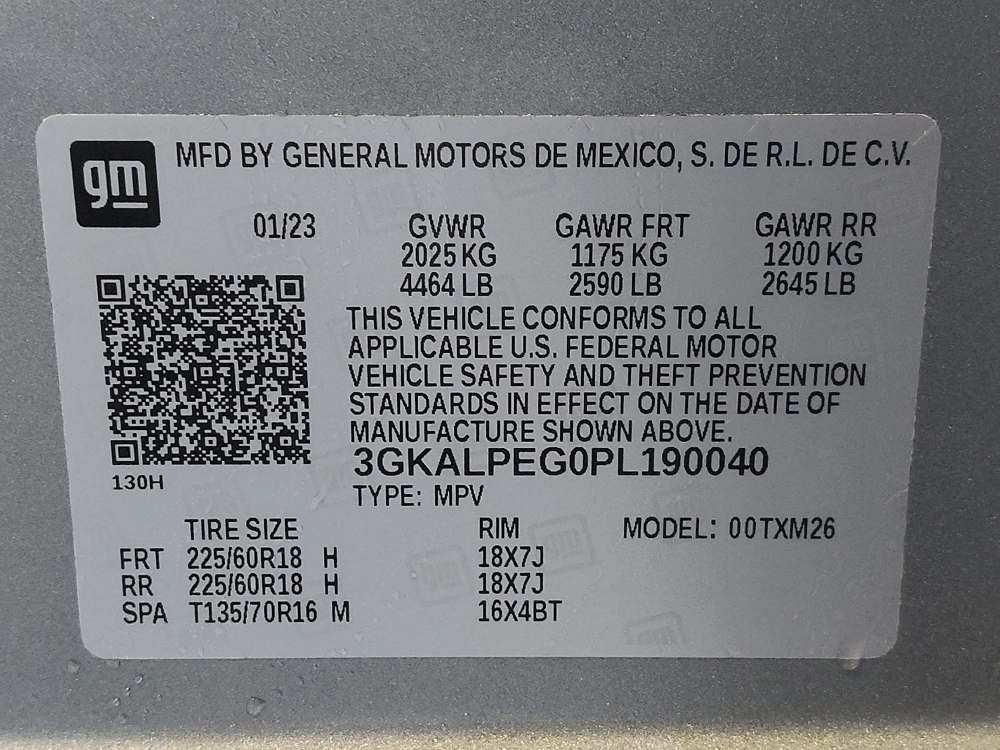 gm MFD BY GENERAL MOTORS DE MEXICO, S. DE R.L. DE C.V.
01/23 GVWR GAWR FRT GAWR RR
2025 KG 1175 KG 1200 KG
4464 LB 2590 LB 2645 LB
THIS VEHICLE CONFORMS TO ALL
APPLICABLE U.S. FEDERAL MOTOR
VEHICLE SAFETY AND THEFT PREVENTION
STANDARDS IN EFFECT ON THE DATE OF
MANUFACTURE SHOWN ABOVE.
3GKALPEG0PL190040
130H
TYPE: MPV
TIRE SIZE RIM MODEL: 00TXM26
FRT 225/60R18 H 18X7J
RR 225/60R18 H 18X7J
SPA T135/70R16 M 16X4BT